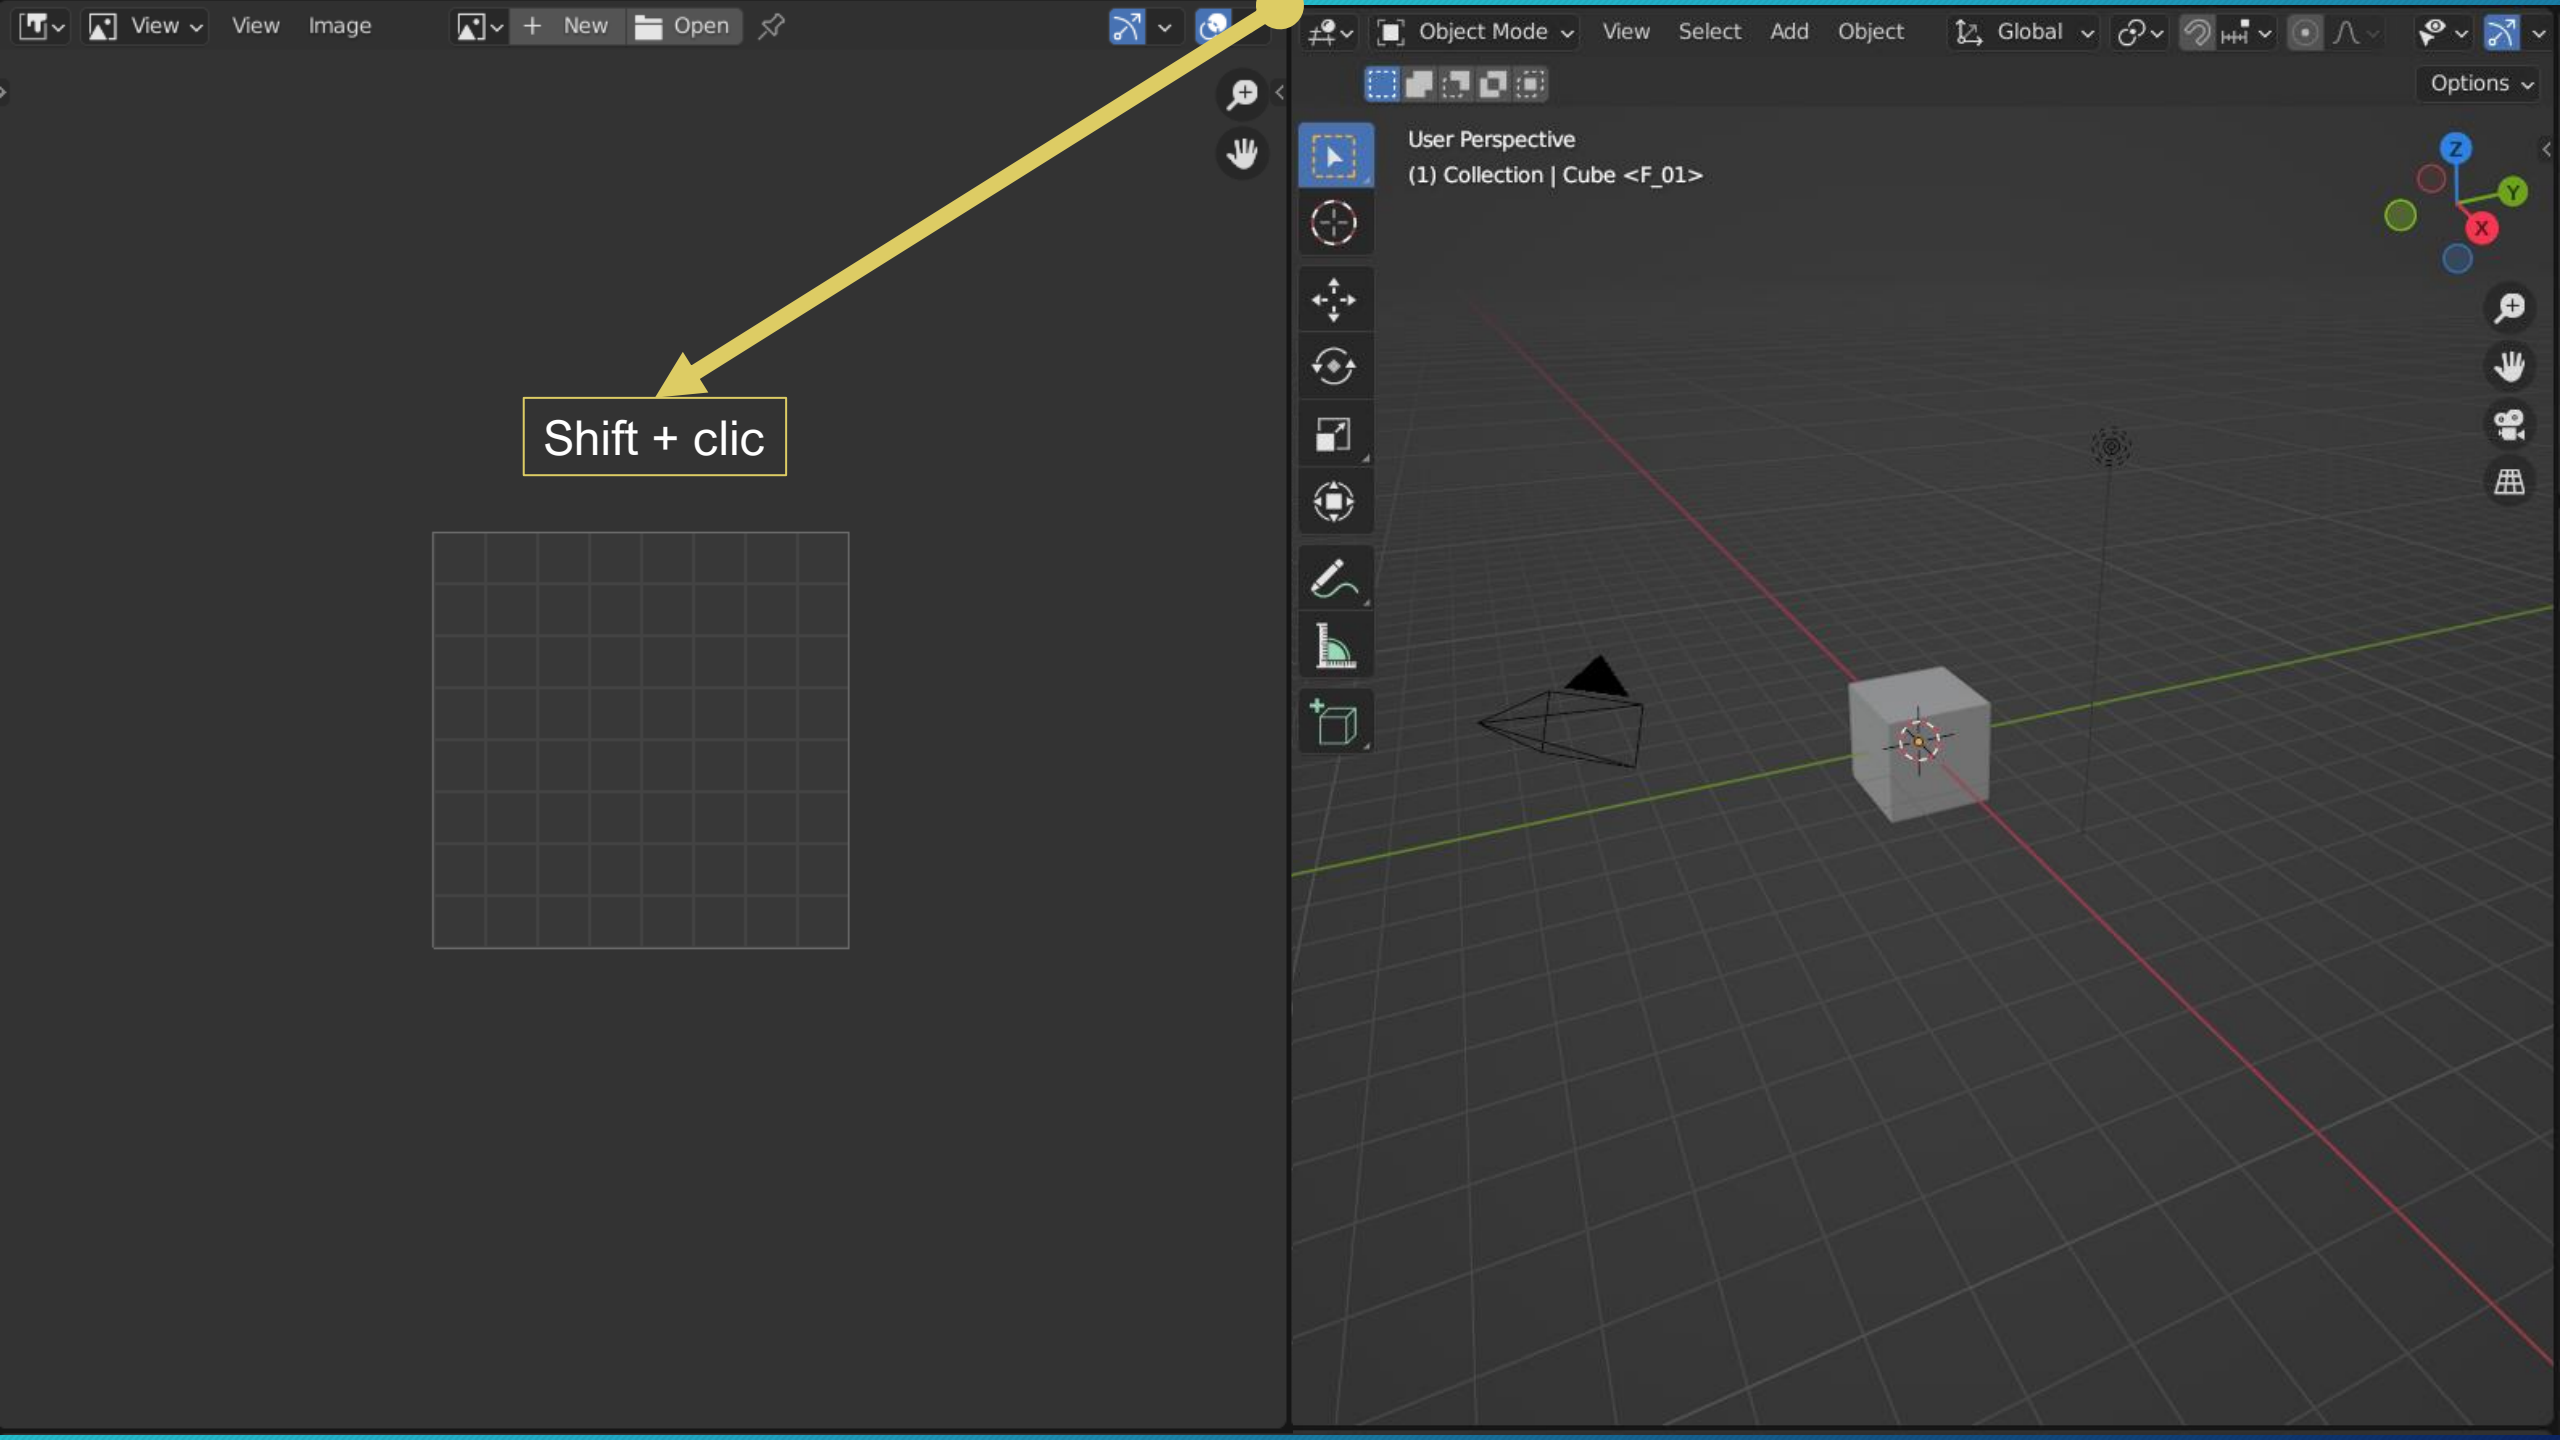 View View Image New Open
Object Mode View Select Add Object Global
Options
User Perspective
(1) Collection | Cube <F_01>
Z
Y
X
Shift + clic